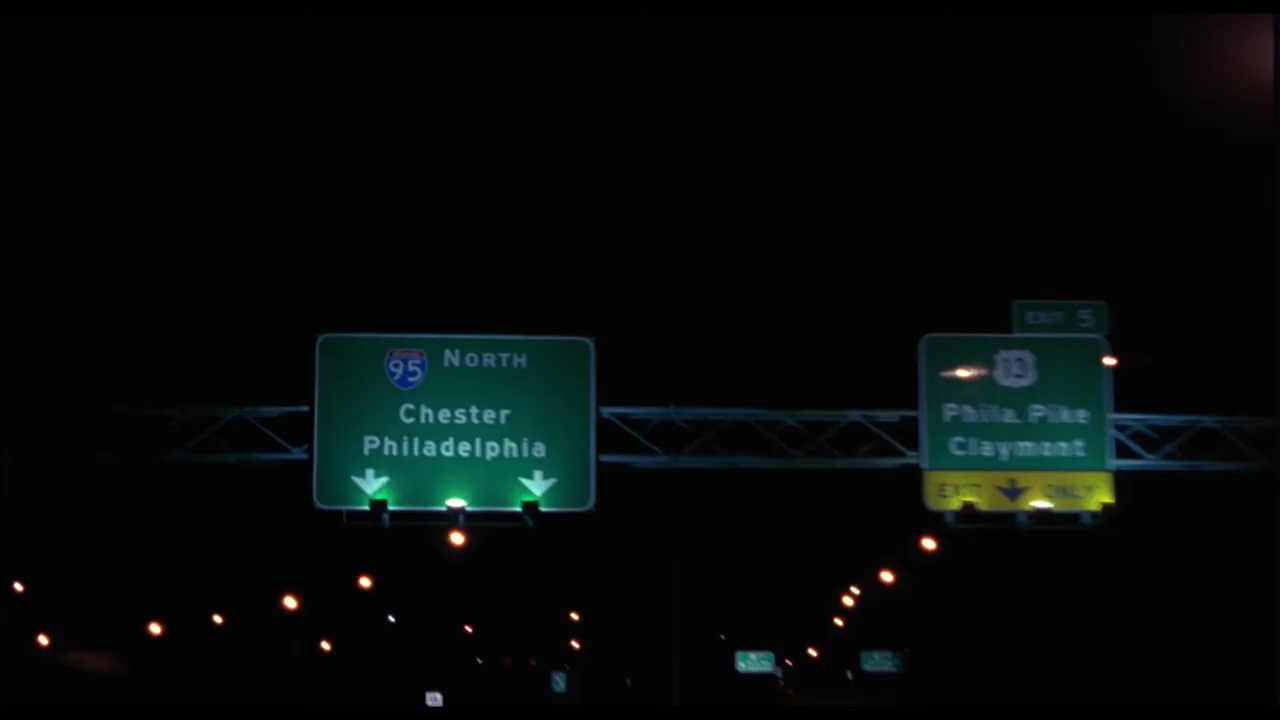 95 NORTH
Chester
Philadelphia
EXIT 5
13
Phila. Pike
Claymont
EXIT ONLY